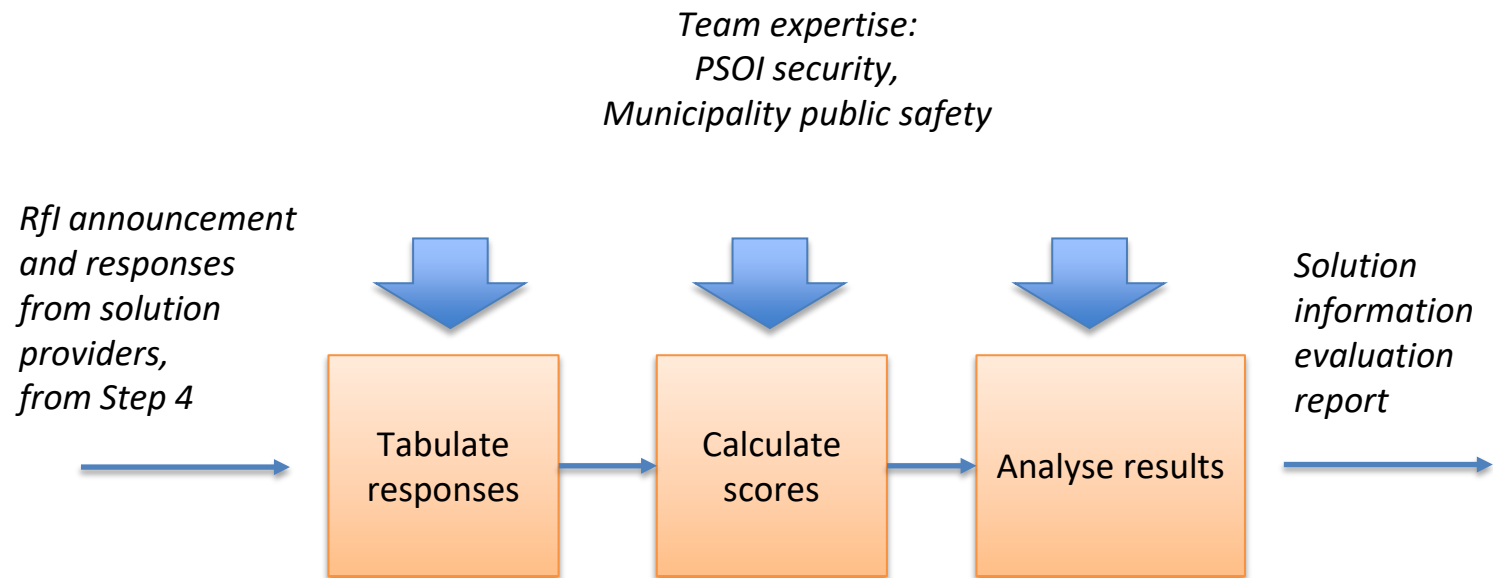 Team expertise:
PSOI security,
Municipality public safety
RfI announcement
and responses
from solution
providers,
from Step 4
Tabulate
responses
Calculate
scores
Analyse results
Solution
information
evaluation
report